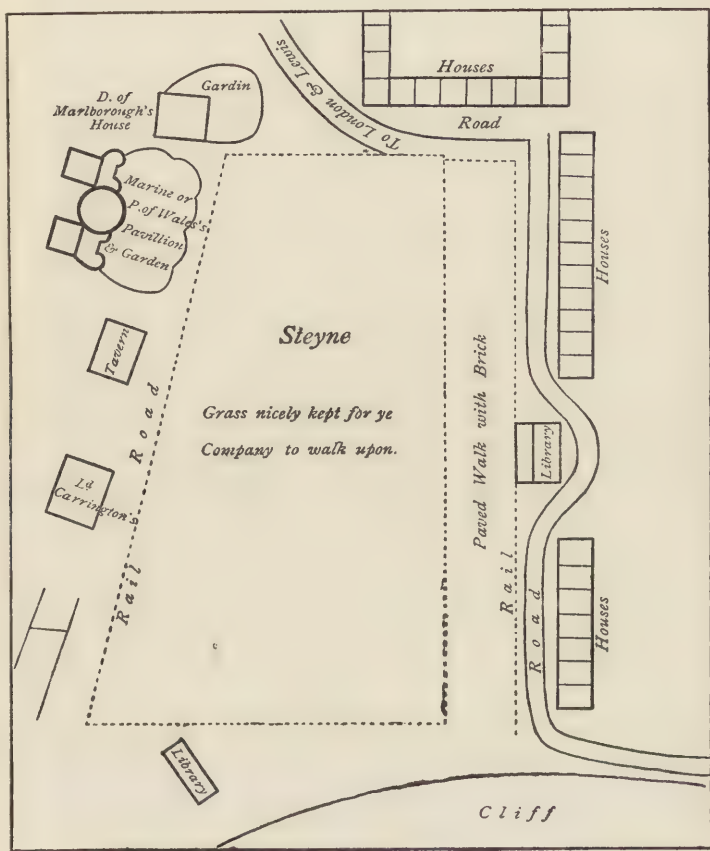 Houses
To London & Lewis
Gardin
D. of
Marlborough's
House
Road
Marine or
P. of Wales's
Pavillion
& Garden
Houses
Tavern
Steyne
Road
Grass nicely kept for ye
Company to walk upon.
Paved Walk with Brick
Library
Ld
Carrington's
Rail
Rail
Road
Houses
Library
Cliff